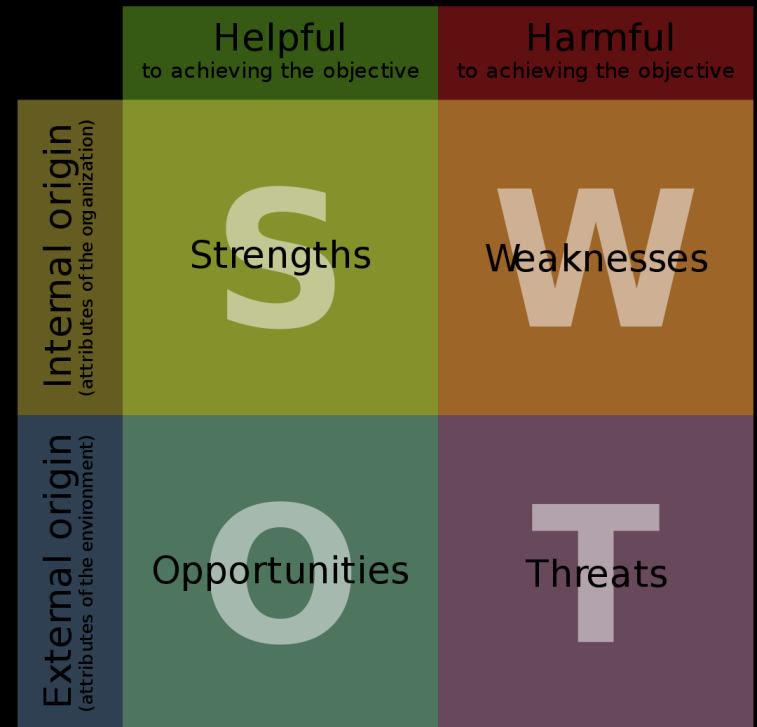 Helpful
to achieving the objective
Harmful
to achieving the objective
Internal origin
(attributes of the organization)
S
Strengths
W
Weaknesses
External origin
(attributes of the environment)
O
Opportunities
T
Threats